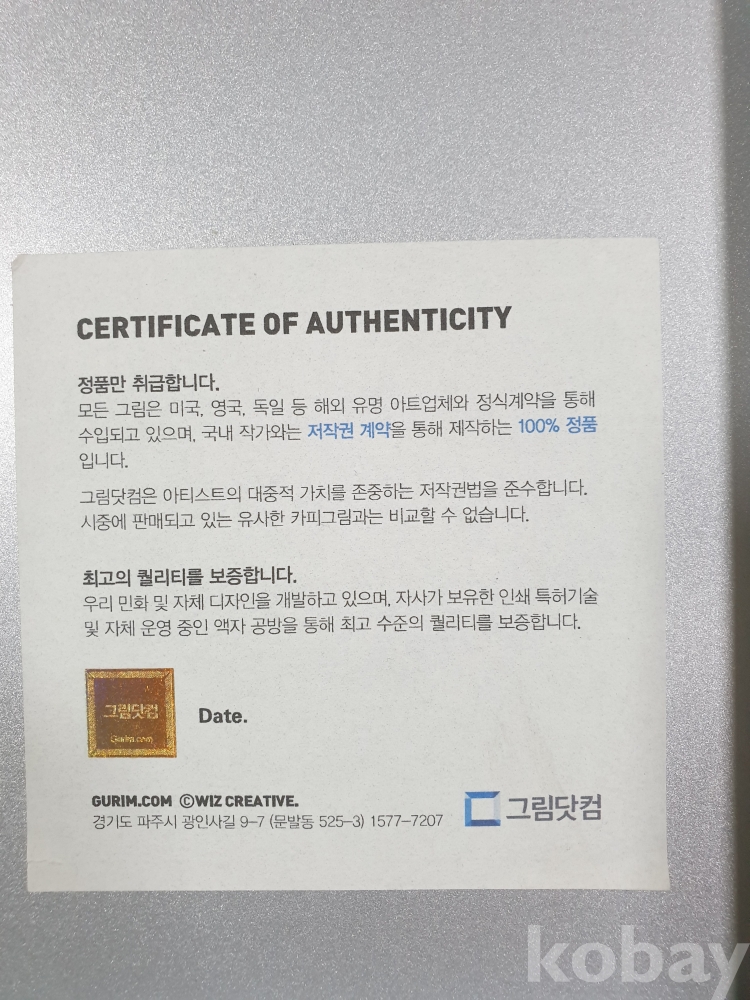 CERTIFICATE OF AUTHENTICITY
정품만 취급합니다.
모든 그림은 미국, 영국, 독일 등 해외 유명 아트업체와 정식계약을 통해
수입되고 있으며, 국내 작가와는 저작권 계약을 통해 제작하는 100% 정품
입니다.
그림닷컴은 아티스트의 대중적 가치를 존중하는 저작권법을 준수합니다.
시중에 판매되고 있는 유사한 카피그림과는 비교할 수 없습니다.
최고의 퀄리티를 보증합니다.
우리 민화 및 자체 디자인을 개발하고 있으며, 자사가 보유한 인쇄 특허기술
및 자체 운영 중인 액자 공방을 통해 최고 수준의 퀄리티를 보증합니다.
그림닷컴
Gurim.com
Date.
GURIM.COM ©WIZ CREATIVE.
경기도 파주시 광인사길 9-7 (문발동 525-3) 1577-7207
그림닷컴
kobay